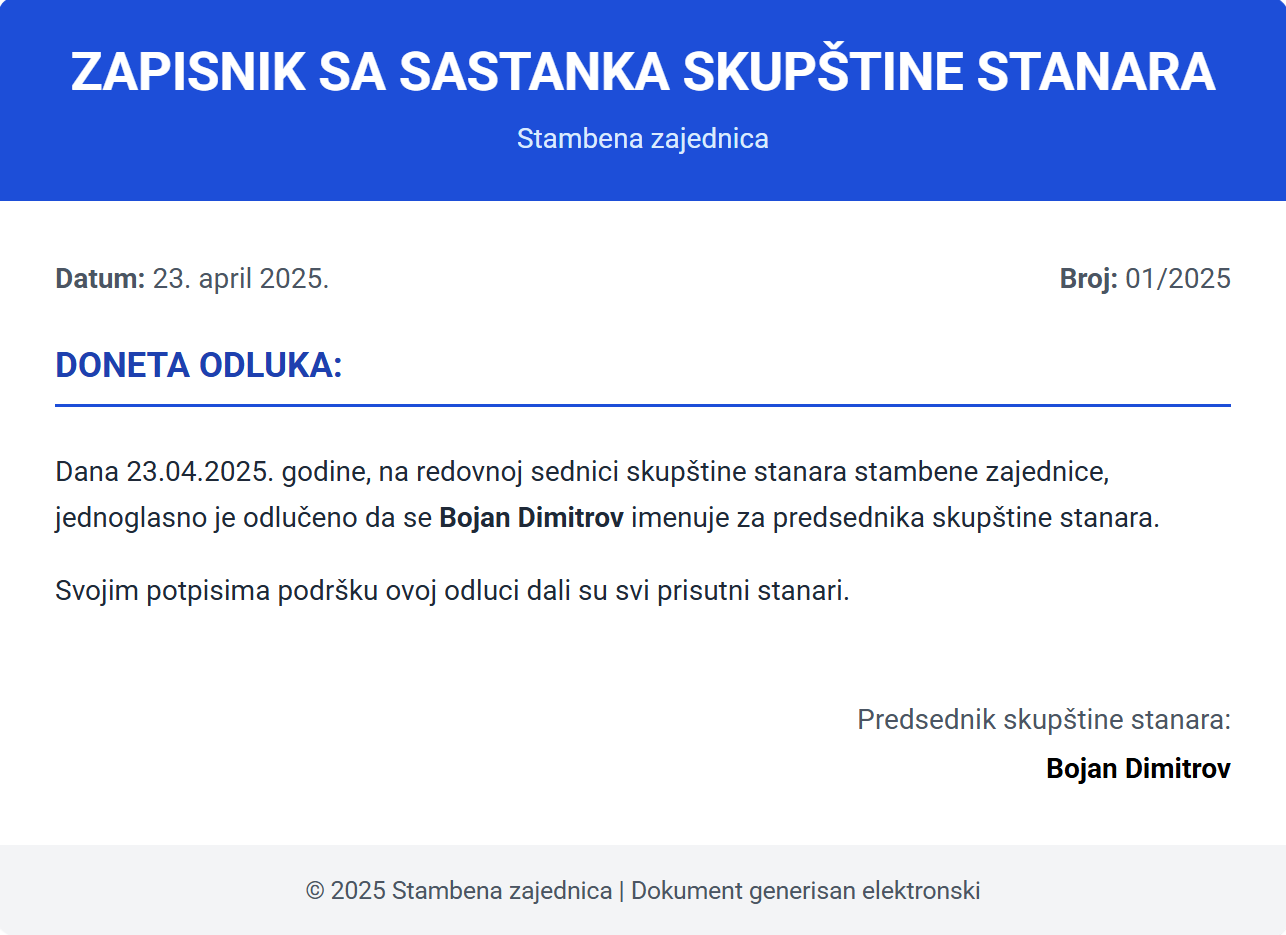 ZAPISNIK SA SASTANKA SKUPŠTINE STANARA
Stambena zajednica
Datum: 23. april 2025.
Broj: 01/2025
DONETA ODLUKA:
Dana 23.04.2025. godine, na redovnoj sednici skupštine stanara stambene zajednice,
jednoglasno je odlučeno da se Bojan Dimitrov imenuje za predsednika skupštine stanara.
Svojim potpisima podršku ovoj odluci dali su svi prisutni stanari.
Predsednik skupštine stanara:
Bojan Dimitrov
© 2025 Stambena zajednica | Dokument generisan elektronski